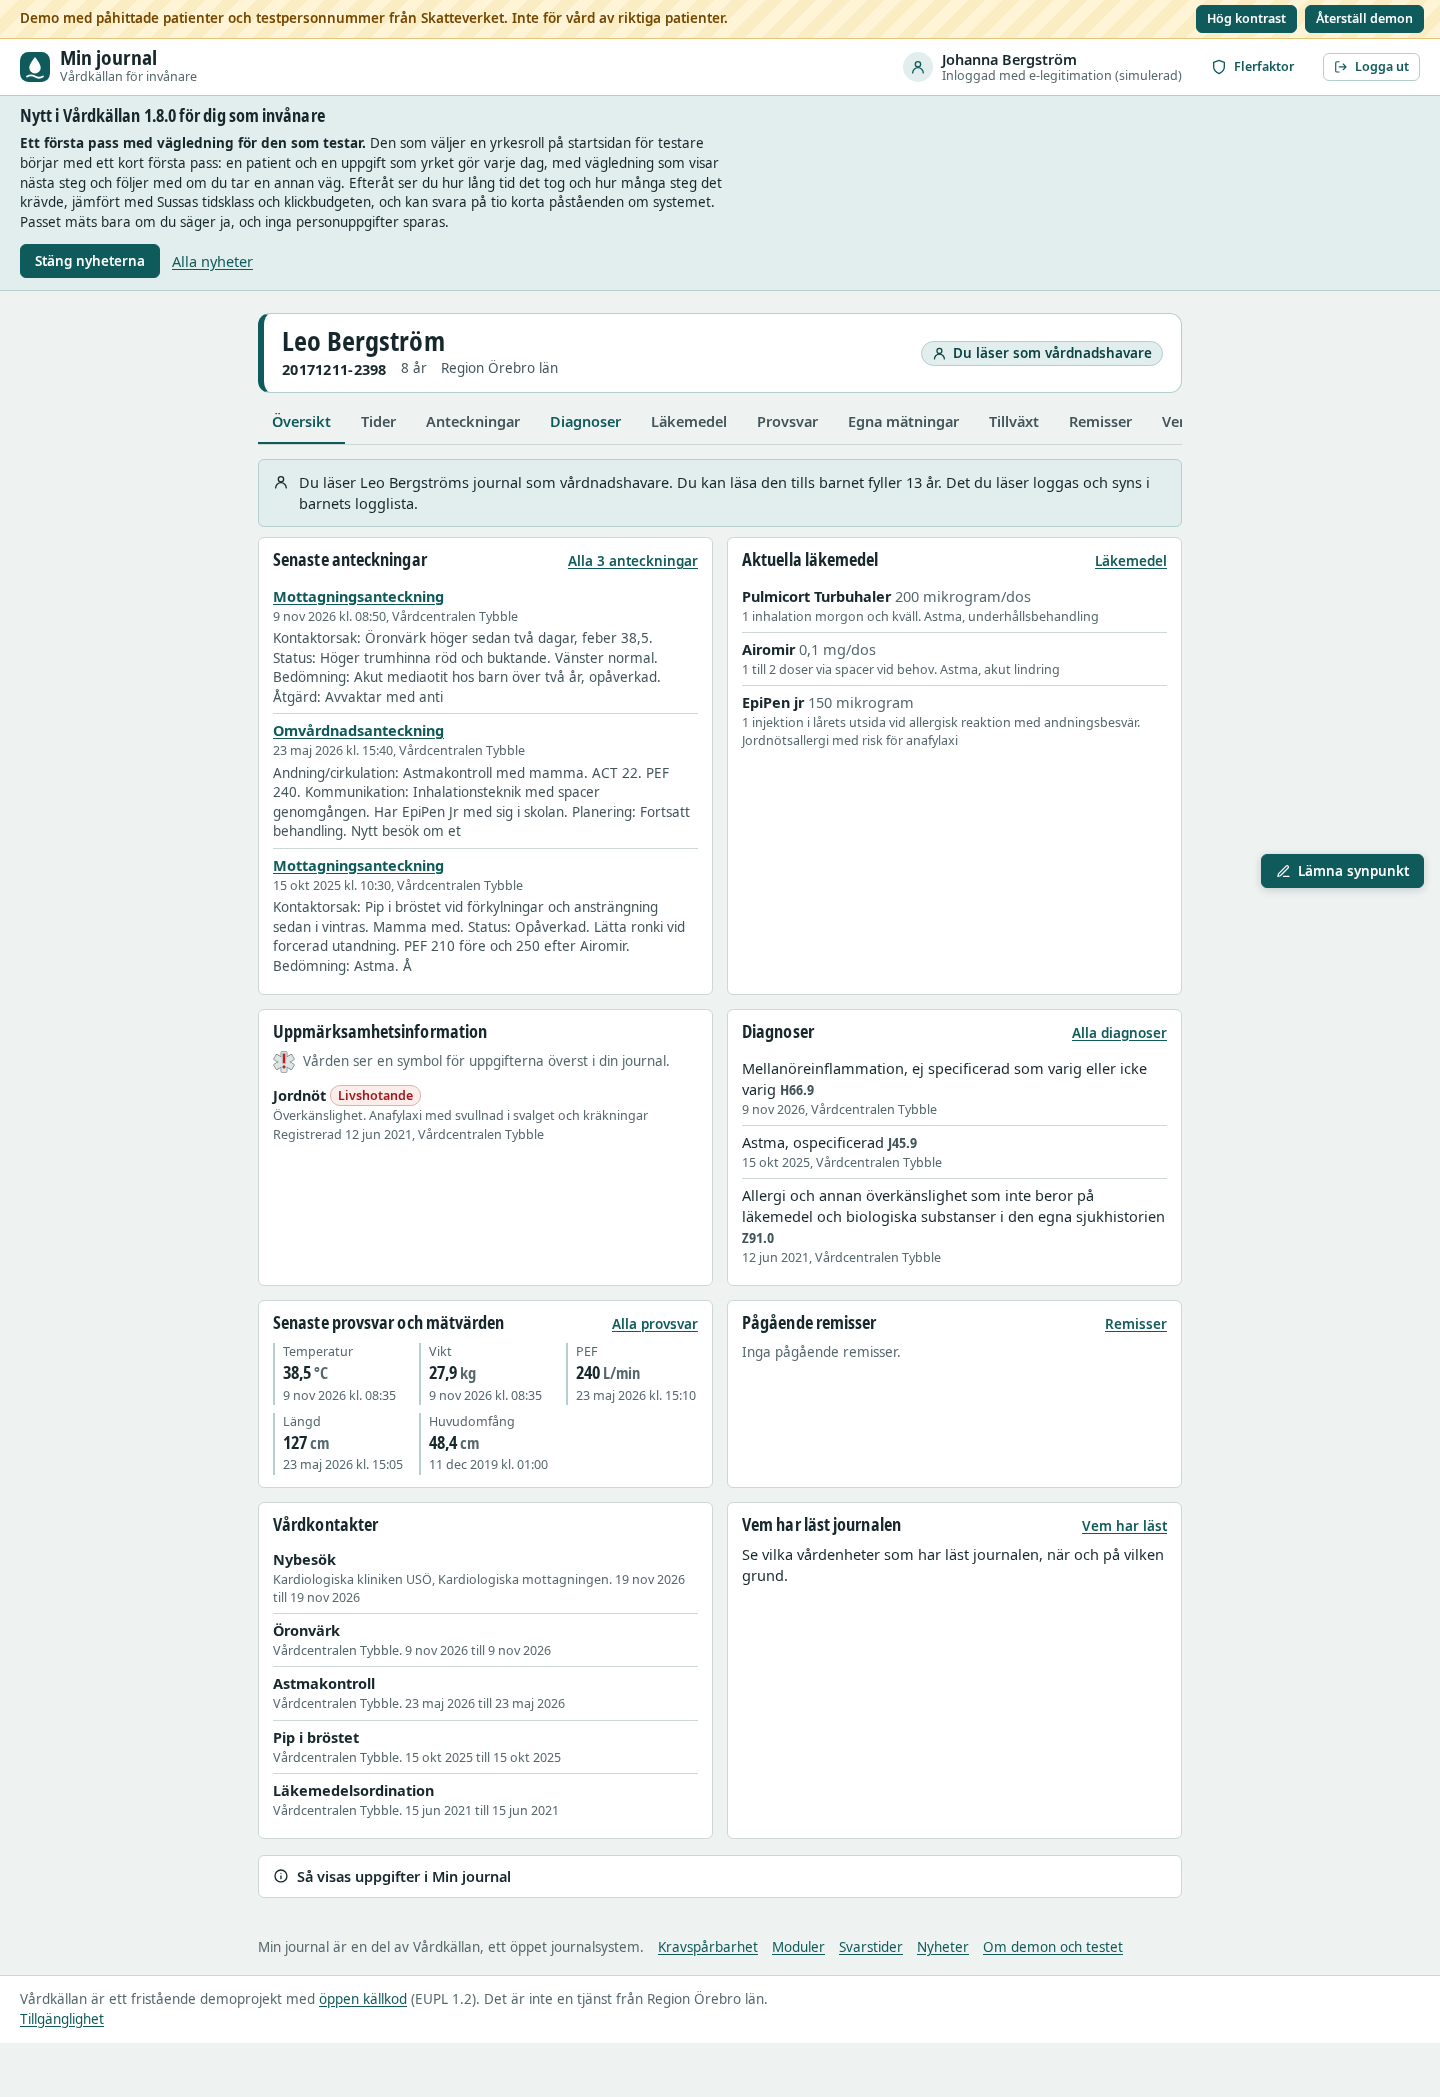 Demo med påhittade patienter och testpersonnummer från Skatteverket. Inte för vård av riktiga patienter.
Hög kontrast
Återställ demon
Min journal
Vårdkällan för invånare
Johanna Bergström
Inloggad med e-legitimation (simulerad)
Flerfaktor
Logga ut
Nytt i Vårdkällan 1.8.0 för dig som invånare
Ett första pass med vägledning för den som testar. Den som väljer en yrkesroll på startsidan för testare
börjar med ett kort första pass: en patient och en uppgift som yrket gör varje dag, med vägledning som visar
nästa steg och följer med om du tar en annan väg. Efteråt ser du hur lång tid det tog och hur många steg det
krävde, jämfört med Sussas tidsklass och klickbudgeten, och kan svara på tio korta påståenden om systemet.
Passet mäts bara om du säger ja, och inga personuppgifter sparas.
Stäng nyheterna
Alla nyheter
Leo Bergström
20171211-2398 8 år Region Örebro län
Du läser som vårdnadshavare
Översikt Tider Anteckningar Diagnoser Läkemedel Provsvar Egna mätningar Tillväxt Remisser Ver
Du läser Leo Bergströms journal som vårdnadshavare. Du kan läsa den tills barnet fyller 13 år. Det du läser loggas och syns i
barnets logglista.
Senaste anteckningar
Alla 3 anteckningar
Mottagningsanteckning
9 nov 2026 kl. 08:50, Vårdcentralen Tybble
Kontaktorsak: Öronvärk höger sedan två dagar, feber 38,5.
Status: Höger trumhinna röd och buktande. Vänster normal.
Bedömning: Akut mediaotit hos barn över två år, opåverkad.
Åtgärd: Avvaktar med anti
Omvårdnadsanteckning
23 maj 2026 kl. 15:40, Vårdcentralen Tybble
Andning/cirkulation: Astmakontroll med mamma. ACT 22. PEF
240. Kommunikation: Inhalationsteknik med spacer
genomgången. Har EpiPen Jr med sig i skolan. Planering: Fortsatt
behandling. Nytt besök om et
Mottagningsanteckning
15 okt 2025 kl. 10:30, Vårdcentralen Tybble
Kontaktorsak: Pip i bröstet vid förkylningar och ansträngning
sedan i vintras. Mamma med. Status: Opåverkad. Lätta ronki vid
forcerad utandning. PEF 210 före och 250 efter Airomir.
Bedömning: Astma. Å
Aktuella läkemedel
Läkemedel
Pulmicort Turbuhaler 200 mikrogram/dos
1 inhalation morgon och kväll. Astma, underhållsbehandling
Airomir 0,1 mg/dos
1 till 2 doser via spacer vid behov. Astma, akut lindring
EpiPen jr 150 mikrogram
1 injektion i lårets utsida vid allergisk reaktion med andningsbesvär.
Jordnötsallergi med risk för anafylaxi
Lämna synpunkt
Uppmärksamhetsinformation
Vården ser en symbol för uppgifterna överst i din journal.
Jordnöt Livshotande
Överkänslighet. Anafylaxi med svullnad i svalget och kräkningar
Registrerad 12 jun 2021, Vårdcentralen Tybble
Diagnoser
Alla diagnoser
Mellanöreinflammation, ej specificerad som varig eller icke
varig H66.9
9 nov 2026, Vårdcentralen Tybble
Astma, ospecificerad J45.9
15 okt 2025, Vårdcentralen Tybble
Allergi och annan överkänslighet som inte beror på
läkemedel och biologiska substanser i den egna sjukhistorien
Z91.0
12 jun 2021, Vårdcentralen Tybble
Senaste provsvar och mätvärden
Alla provsvar
Temperatur
38,5 °C
9 nov 2026 kl. 08:35
Vikt
27,9 kg
9 nov 2026 kl. 08:35
PEF
240 L/min
23 maj 2026 kl. 15:10
Längd
127 cm
23 maj 2026 kl. 15:05
Huvudomfång
48,4 cm
11 dec 2019 kl. 01:00
Pågående remisser
Remisser
Inga pågående remisser.
Vårdkontakter
Nybesök
Kardiologiska kliniken USÖ, Kardiologiska mottagningen. 19 nov 2026
till 19 nov 2026
Öronvärk
Vårdcentralen Tybble. 9 nov 2026 till 9 nov 2026
Astmakontroll
Vårdcentralen Tybble. 23 maj 2026 till 23 maj 2026
Pip i bröstet
Vårdcentralen Tybble. 15 okt 2025 till 15 okt 2025
Läkemedelsordination
Vårdcentralen Tybble. 15 jun 2021 till 15 jun 2021
Vem har läst journalen
Vem har läst
Se vilka vårdenheter som har läst journalen, när och på vilken
grund.
Så visas uppgifter i Min journal
Min journal är en del av Vårdkällan, ett öppet journalsystem. Kravspårbarhet Moduler Svarstider Nyheter Om demon och testet
Vårdkällan är ett fristående demoprojekt med öppen källkod (EUPL 1.2). Det är inte en tjänst från Region Örebro län.
Tillgänglighet